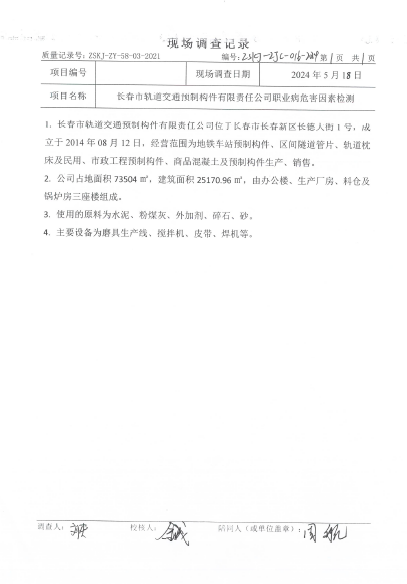 现场调查记录
质量记录号：ZSKJ-ZY-58-03-2021 编号：ZSKJ-ZJC-016-224 第1页 共1页
项目编号 现场调查日期 2024年5月18日
项目名称 长春市轨道交通预制构件有限责任公司职业病危害因素检测
1. 长春市轨道交通预制构件有限责任公司位于长春市长春新区长德大街1号，成
立于2014年08月12日，经营范围为地铁车站预制构件、区间隧道管片、轨道枕
床及民用、市政工程预制构件、商品混凝土及预制构件生产、销售。
2. 公司占地面积73504㎡，建筑面积25170.96㎡，由办公楼、生产厂房、料仓及
锅炉房三座楼组成。
3. 使用的原料为水泥、粉煤灰、外加剂、碎石、砂。
4. 主要设备为磨具生产线、搅拌机、皮带、焊机等。
调查人： 校核人： 陪同人（或单位盖章）：